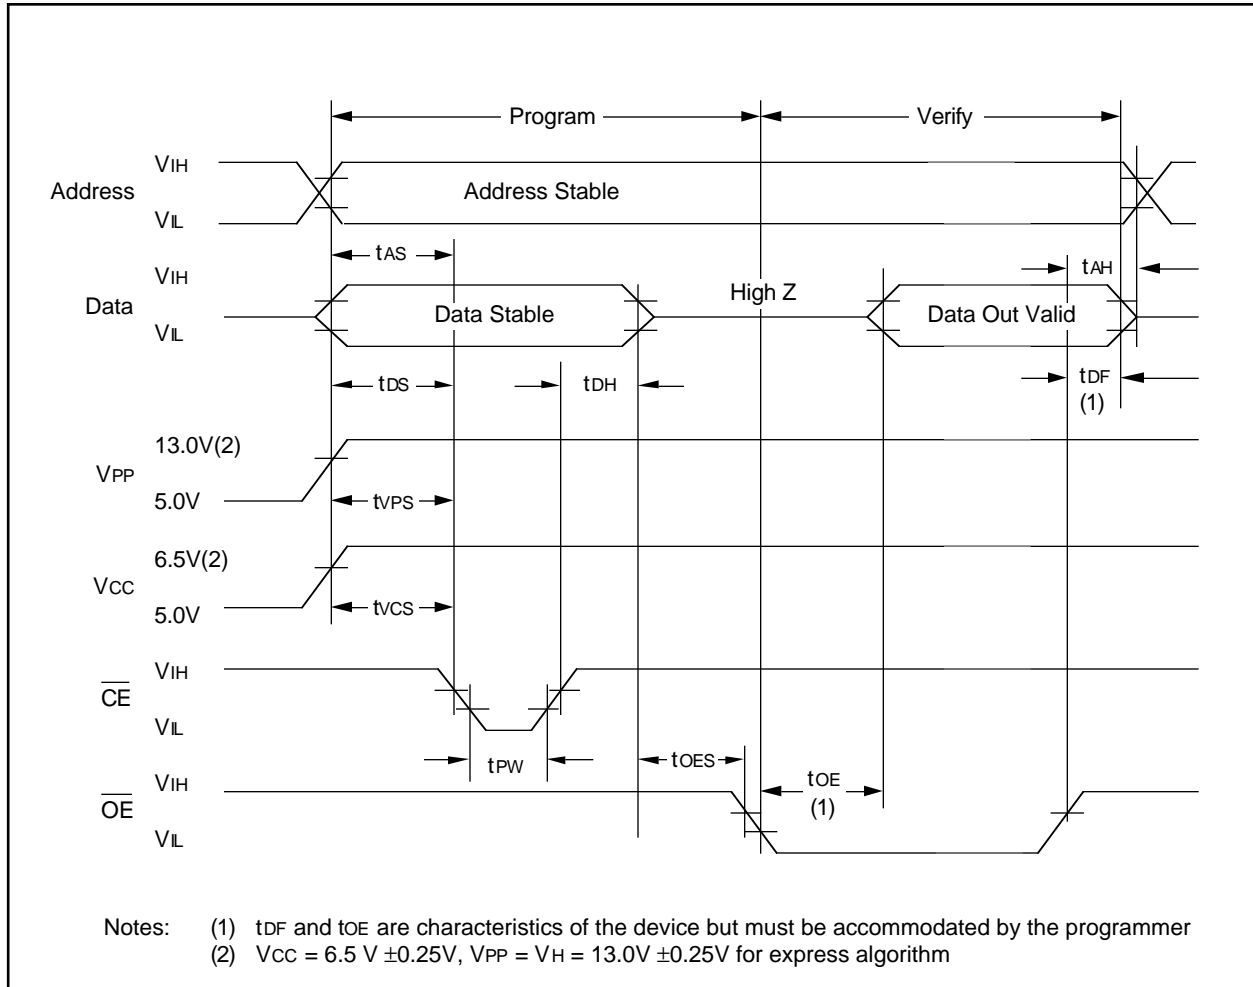 Program
Verify
VIH
Address
Address Stable
VIL
tAS
tAH
VIH
Data
Data Stable
High Z
Data Out Valid
VIL
tDS
tDH
tDF
(1)
13.0V(2)
VPP
5.0V
tVPS
6.5V(2)
VCC
5.0V
tVCS
VIH
CE
VIL
tPW
tOES
tOE
(1)
VIH
OE
VIL
Notes: (1) tDF and tOE are characteristics of the device but must be accommodated by the programmer
(2) VCC = 6.5 V ±0.25V, VPP = VH = 13.0V ±0.25V for express algorithm